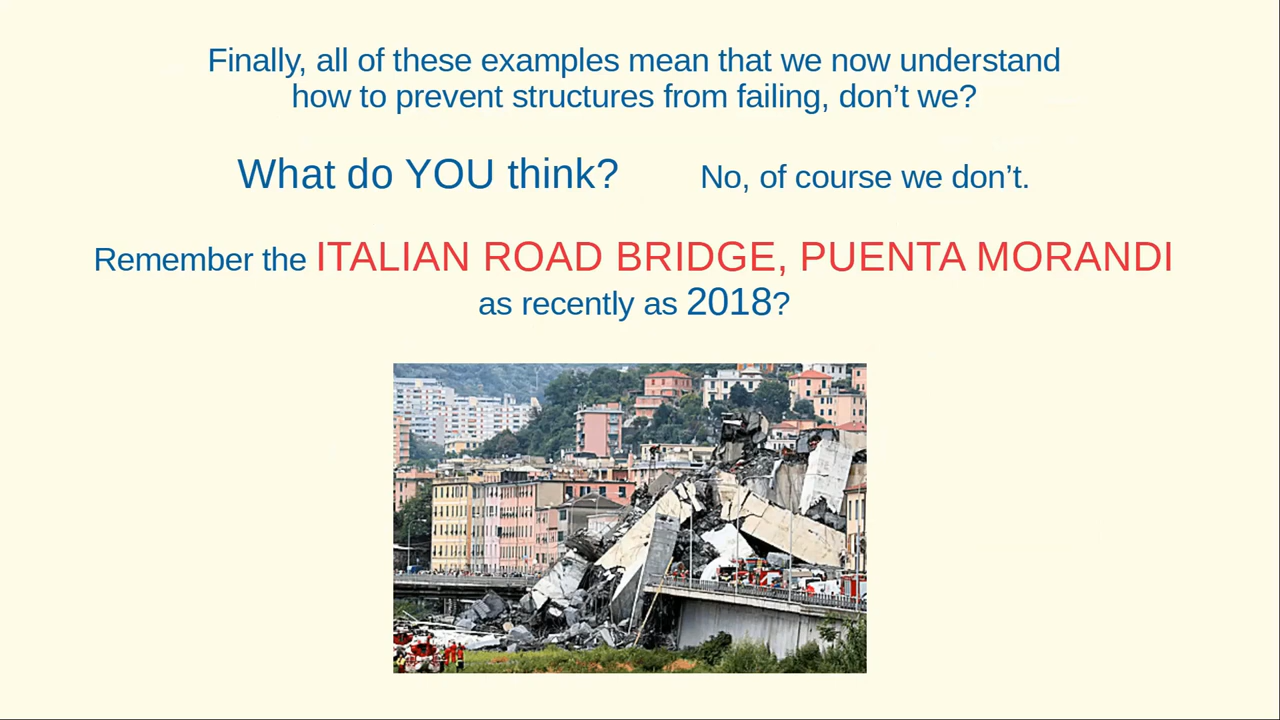 Finally, all of these examples mean that we now understand
how to prevent structures from failing, don’t we?
What do YOU think? No, of course we don’t.
Remember the ITALIAN ROAD BRIDGE, PUENTA MORANDI
as recently as 2018?